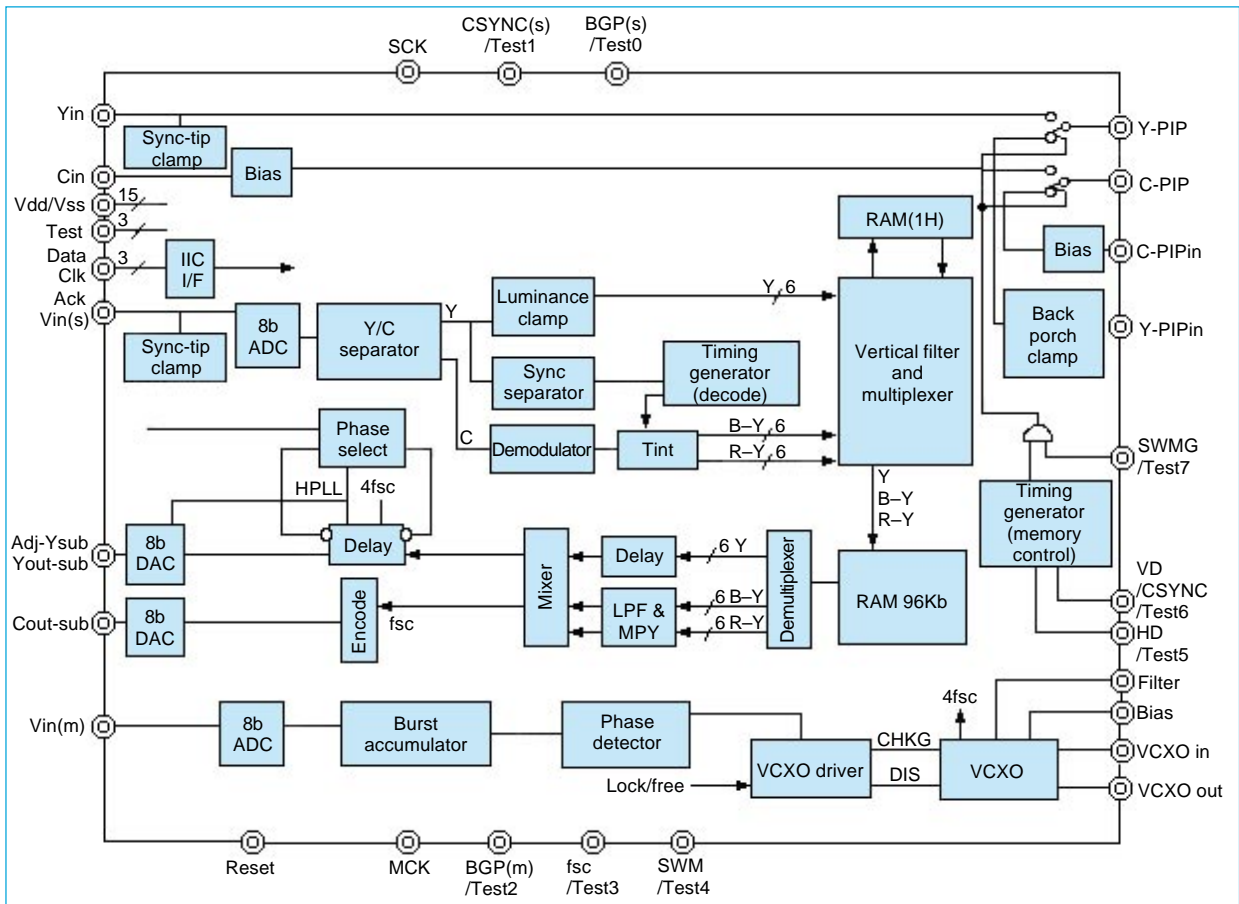 SCK
CSYNC(s)
/Test1
BGP(s)
/Test0
Yin
Sync-tip
clamp
Cin
Bias
Vdd/Vss
15
Test
3
Data
Clk
3
IIC
I/F
Ack
Vin(s)
Sync-tip
clamp
8b
ADC
Y/C
separator
Y
C
Luminance
clamp
Y
6
Sync
separator
Timing
generator
(decode)
Demodulator
Tint
B–Y
6
R–Y
6
RAM(1H)
Vertical filter
and
multiplexer
Y
B–Y
R–Y
Y-PIP
C-PIP
Bias
C-PIPin
Back
porch
clamp
Y-PIPin
SWMG
/Test7
Timing
generator
(memory
control)
VD
/CSYNC
/Test6
HD
/Test5
Phase
select
HPLL
4fsc
Adj-Ysub
Yout-sub
8b
DAC
Delay
Mixer
Delay
6 Y
Demultiplexer
RAM 96Kb
Cout-sub
8b
DAC
Encode
fsc
LPF &
MPY
6 B–Y
6 R–Y
Vin(m)
8b
ADC
Burst
accumulator
Phase
detector
Lock/free
VCXO driver
CHKG
DIS
4fsc
VCXO
Filter
Bias
VCXO in
VCXO out
Reset
MCK
BGP(m)
/Test2
fsc
/Test3
SWM
/Test4